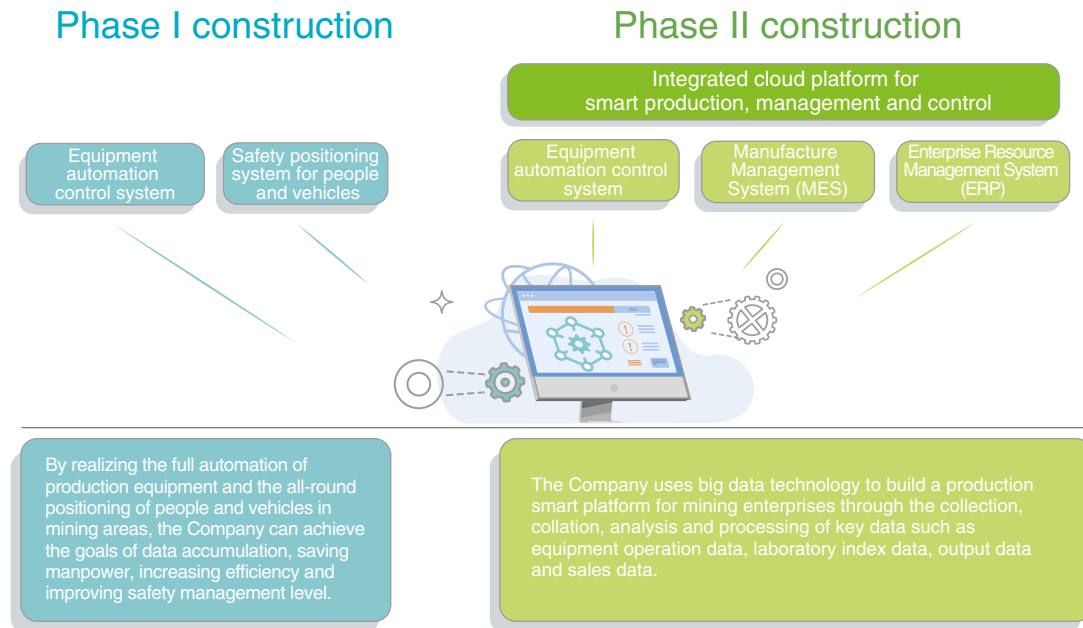 Phase I construction
Phase II construction
Integrated cloud platform for
smart production, management and control
Equipment
automation
control system
Safety positioning
system for people
and vehicles
Equipment
automation control
system
Manufacture
Management
System (MES)
Enterprise Resource
Management System
(ERP)
By realizing the full automation of
production equipment and the all-round
positioning of people and vehicles in
mining areas, the Company can achieve
the goals of data accumulation, saving
manpower, increasing efficiency and
improving safety management level.
The Company uses big data technology to build a production
smart platform for mining enterprises through the collection,
collation, analysis and processing of key data such as
equipment operation data, laboratory index data, output data
and sales data.